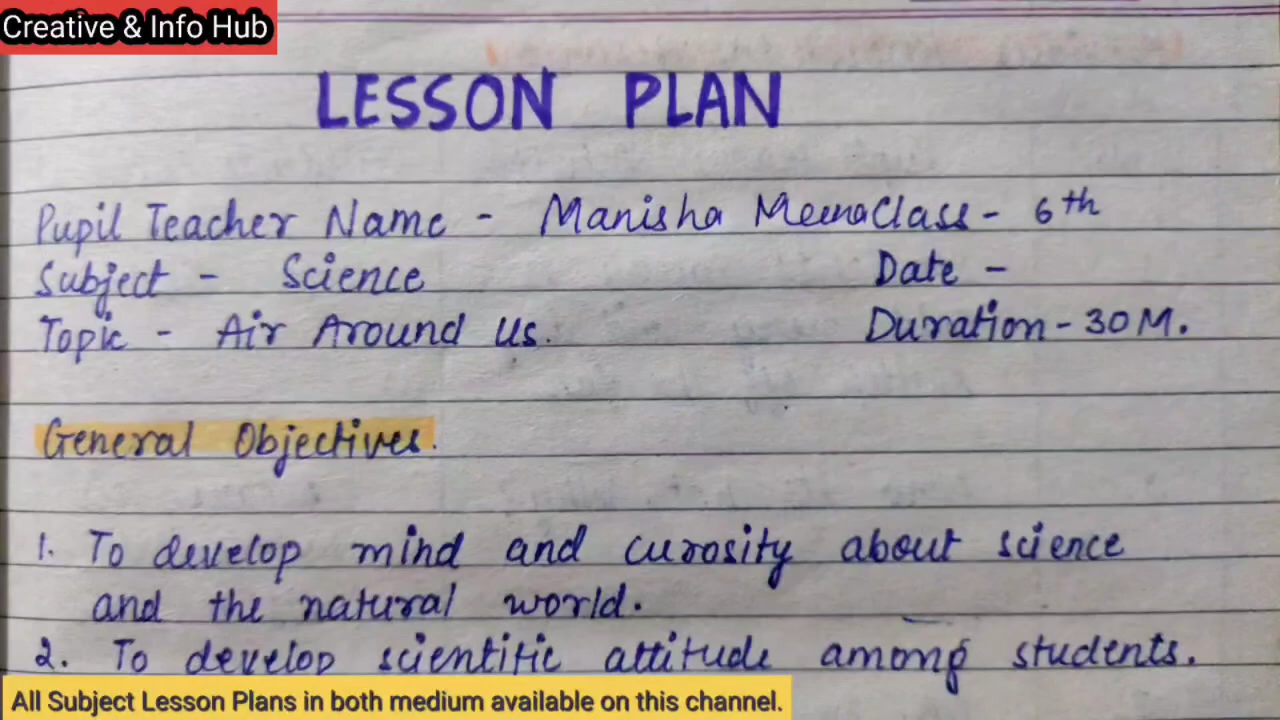 Creative & Info Hub
LESSON PLAN
Pupil Teacher Name - Manisha Meena Class - 6th
Subject - Science Date -
Topic - Air Around Us. Duration - 30 M.
General Objectives.
1. To develop mind and curosity about science
and the natural world.
2. To develop scientific attitude among students.
All Subject Lesson Plans in both medium available on this channel.